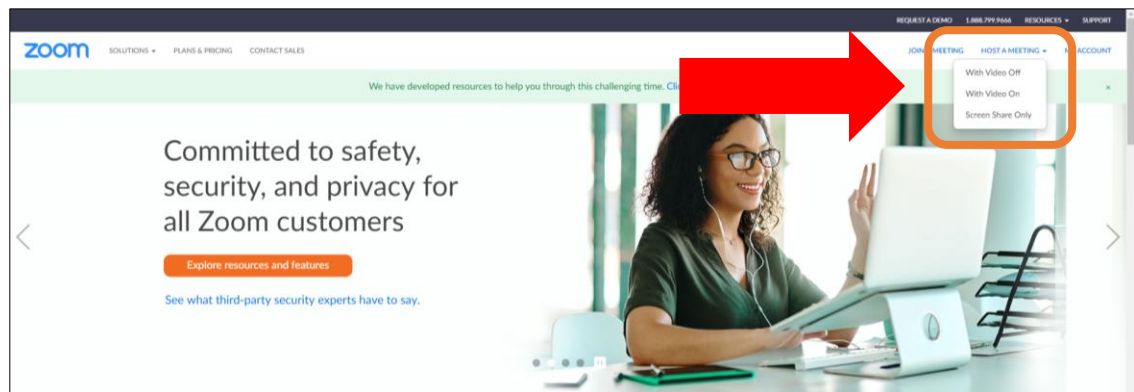 REQUEST A DEMO 1.888.799.9666 RESOURCES SUPPORT
zoom SOLUTIONS PLANS & PRICING CONTACT SALES MEETING HOST A MEETING ACCOUNT
With Video Off
We have developed resources to help you through this challenging time.
With Video On
Screen Share Only
Committed to safety,
security, and privacy for
all Zoom customers
Explore resources and features
See what third-party security experts have to say.